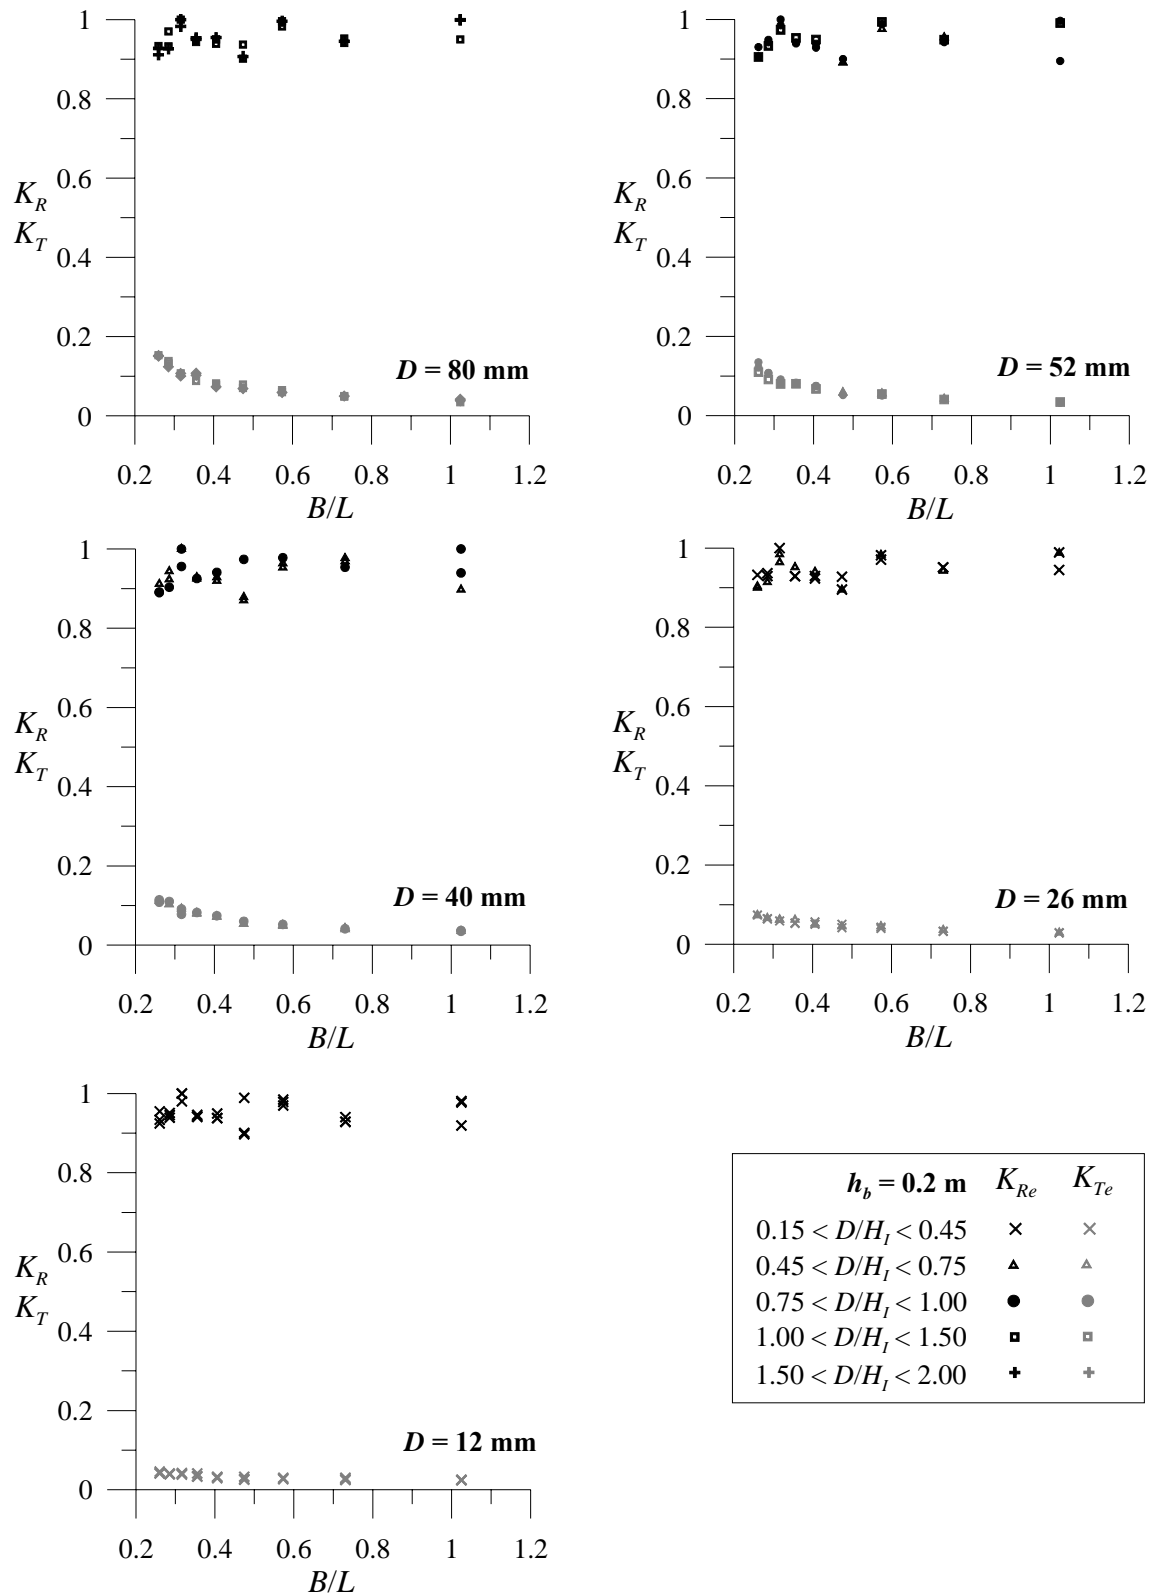 1
0.8
0.6
0.4
0.2
0
K_R
K_T
D = 80 mm
0.2 0.4 0.6 0.8 1 1.2
B/L
1
0.8
0.6
0.4
0.2
0
K_R
K_T
D = 52 mm
0.2 0.4 0.6 0.8 1 1.2
B/L
1
0.8
0.6
0.4
0.2
0
K_R
K_T
D = 40 mm
0.2 0.4 0.6 0.8 1 1.2
B/L
1
0.8
0.6
0.4
0.2
0
K_R
K_T
D = 26 mm
0.2 0.4 0.6 0.8 1 1.2
B/L
1
0.8
0.6
0.4
0.2
0
K_R
K_T
D = 12 mm
0.2 0.4 0.6 0.8 1 1.2
B/L
h_b = 0.2 m K_Re K_Te
0.15 < D/H_I < 0.45
0.45 < D/H_I < 0.75
0.75 < D/H_I < 1.00
1.00 < D/H_I < 1.50
1.50 < D/H_I < 2.00